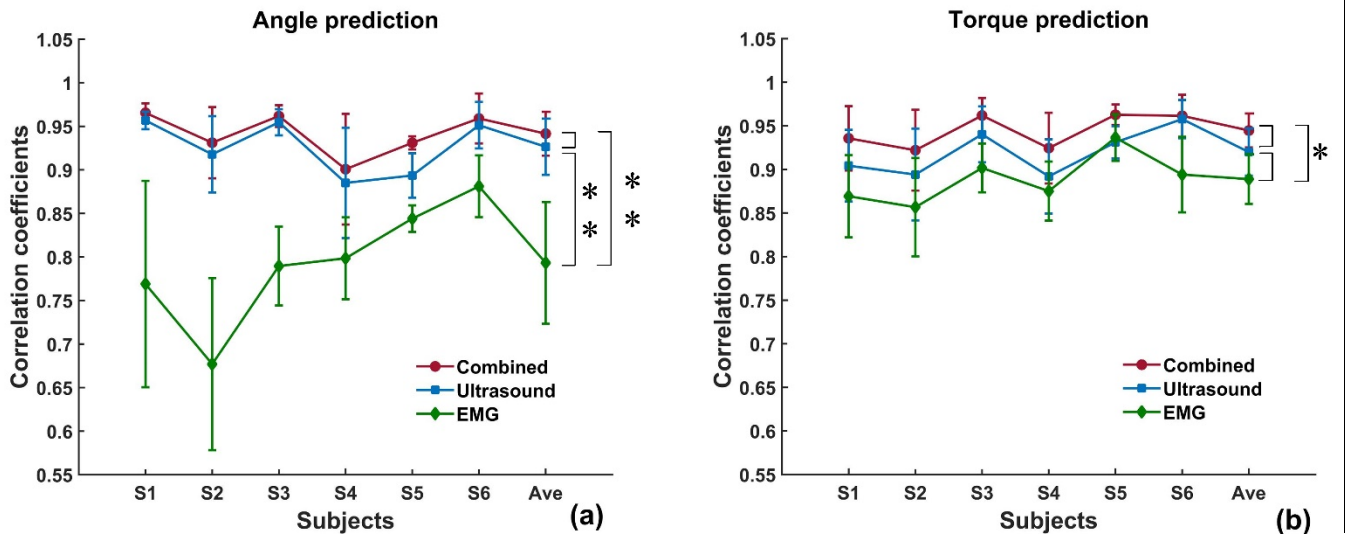 Angle prediction
1.05
1
0.95
0.9
0.85
0.8
0.75
0.7
0.65
0.6
0.55
Correlation coefficients
S1 S2 S3 S4 S5 S6 Ave
Subjects
Combined
Ultrasound
EMG
* *
* *
(a)
Torque prediction
1.05
1
0.95
0.9
0.85
0.8
0.75
0.7
0.65
0.6
0.55
Correlation coefficients
S1 S2 S3 S4 S5 S6 Ave
Subjects
Combined
Ultrasound
EMG
*
(b)